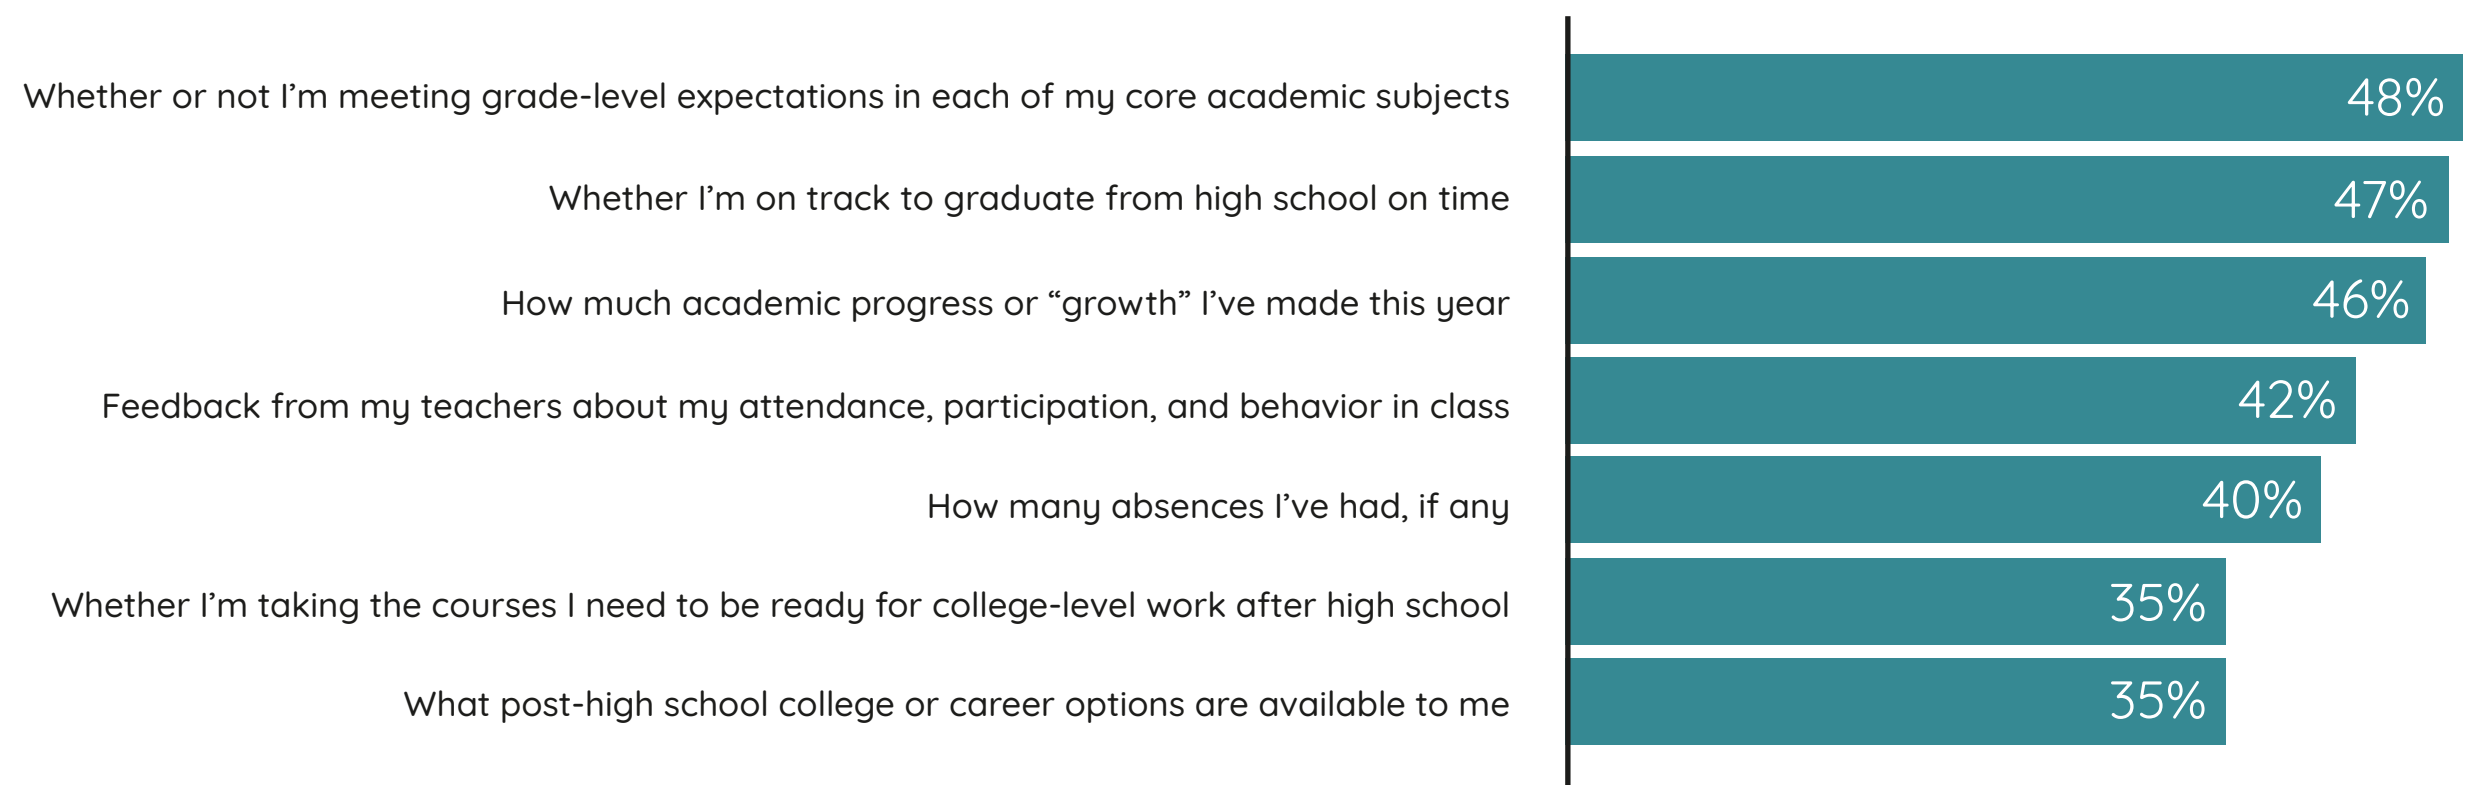 Whether or not I’m meeting grade-level expectations in each of my core academic subjects 48%
Whether I’m on track to graduate from high school on time 47%
How much academic progress or “growth” I’ve made this year 46%
Feedback from my teachers about my attendance, participation, and behavior in class 42%
How many absences I’ve had, if any 40%
Whether I’m taking the courses I need to be ready for college-level work after high school 35%
What post-high school college or career options are available to me 35%